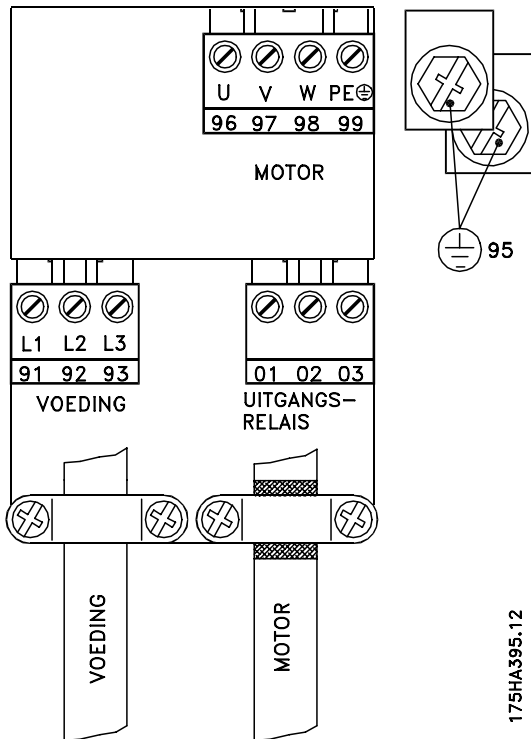 U V W PE
96 97 98 99
MOTOR
95
L1 L2 L3
91 92 93
VOEDING
01 02 03
UITGANGS-
RELAIS
VOEDING
MOTOR
175HA395.12